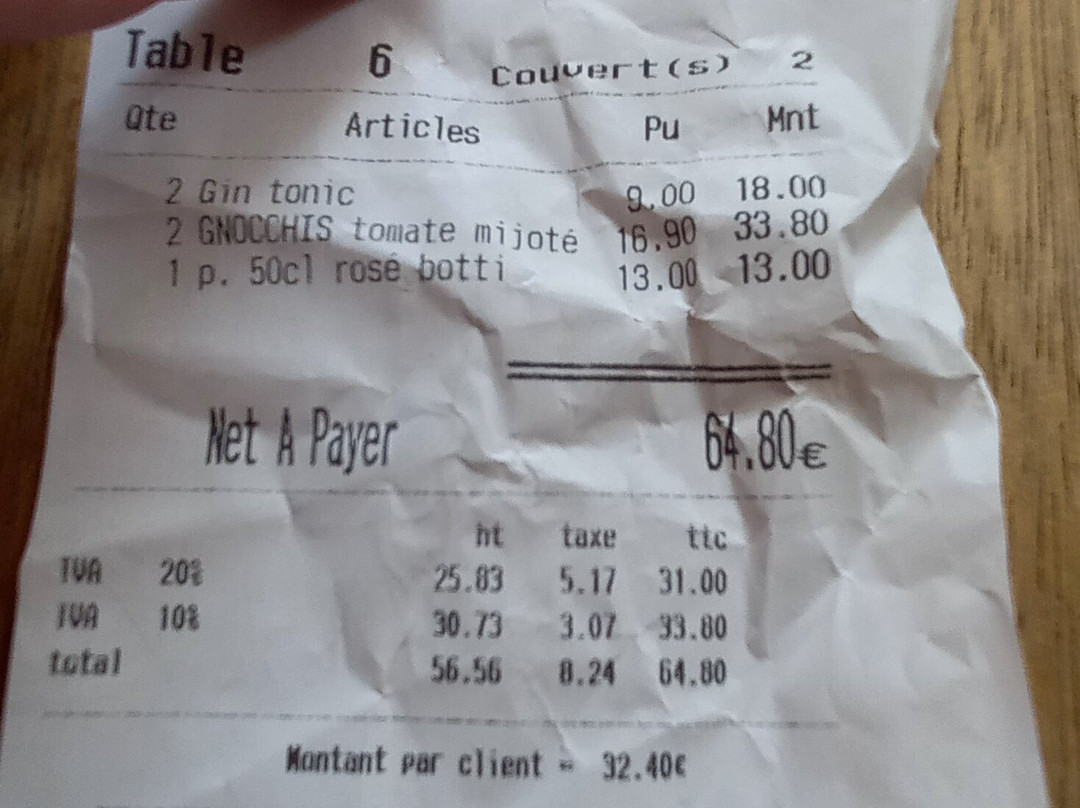 Table 6 Couvert(s) 2
Qte Articles Pu Mnt
2 Gin tonic 9.00 18.00
2 GNOCCHIS tomate mijoté 16.90 33.80
1 p. 50cl rosé botti 13.00 13.00
Net A Payer 64.80€
ht taxe ttc
TVA 20% 25.83 5.17 31.00
TVA 10% 30.73 3.07 33.80
total 56.56 8.24 64.80
Montant par client = 32.40€